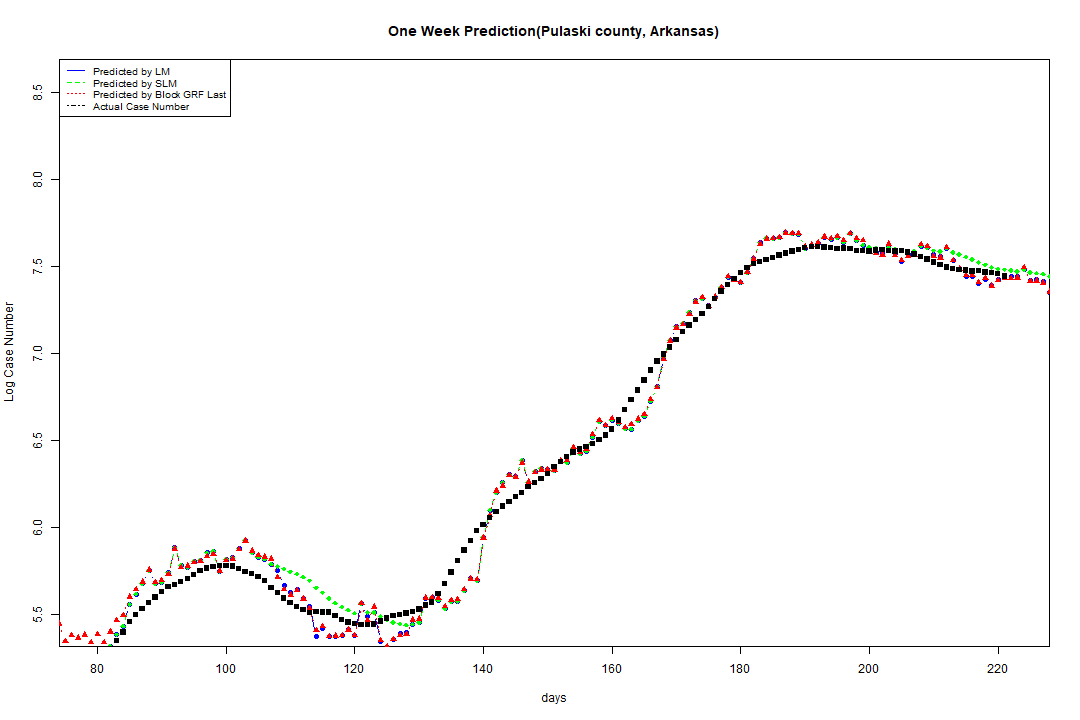 One Week Prediction(Pulaski county, Arkansas)
Predicted by LM
Predicted by SLM
Predicted by Block GRF Last
Actual Case Number
8.5
8.0
7.5
7.0
6.5
6.0
5.5
Log Case Number
80 100 120 140 160 180 200 220
days